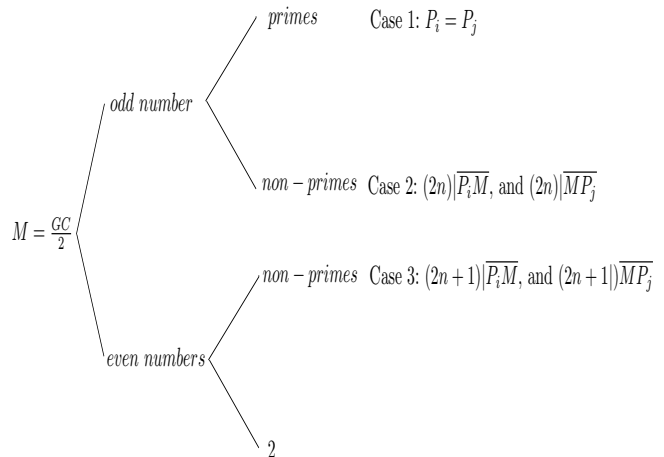 primes Case 1: $P_i = P_j$
odd number
non − primes Case 2: $(2n)|\overline{P_iM}$, and $(2n)|\overline{MP_j}$
$M = \frac{GC}{2}$
non − primes Case 3: $(2n+1)|\overline{P_iM}$, and $(2n+1|)\overline{MP_j}$
even numbers
2